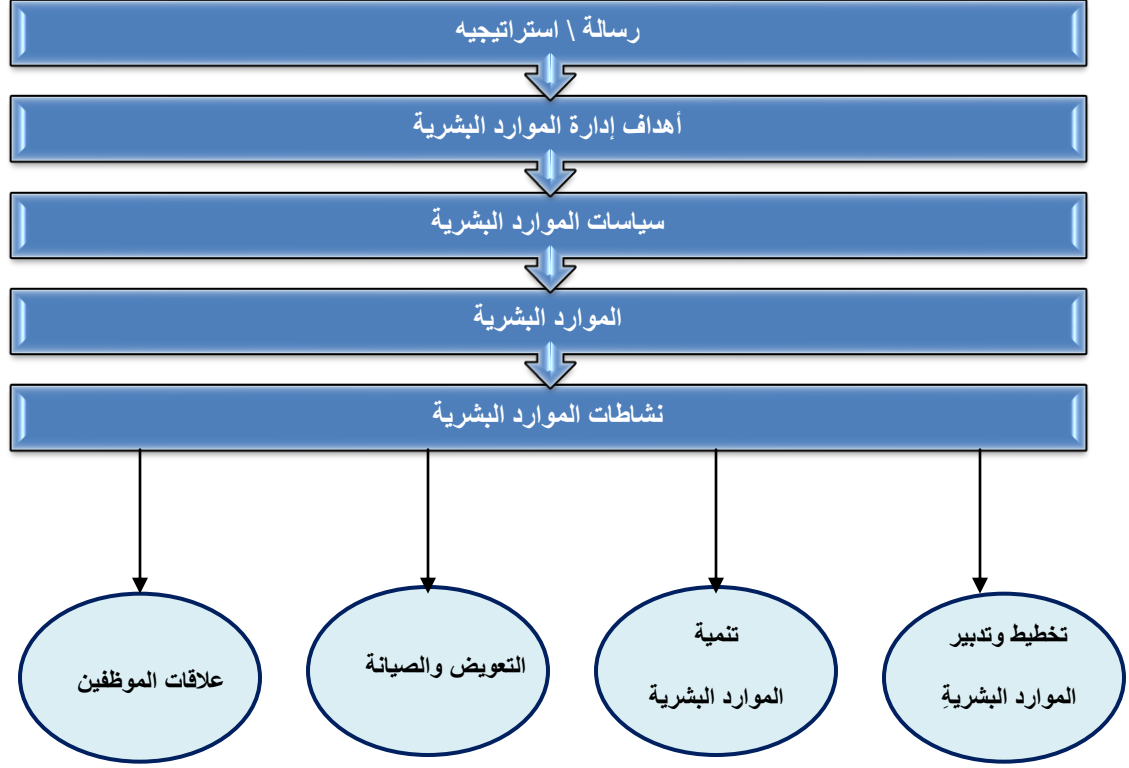 رسالة \ استراتيجيه
أهداف إدارة الموارد البشرية
سياسات الموارد البشرية
الموارد البشرية
نشاطات الموارد البشرية
تخطيط وتدبير
الموارد البشريةِ
تنمية
الموارد البشرية
التعويض والصيانة
علاقات الموظفين